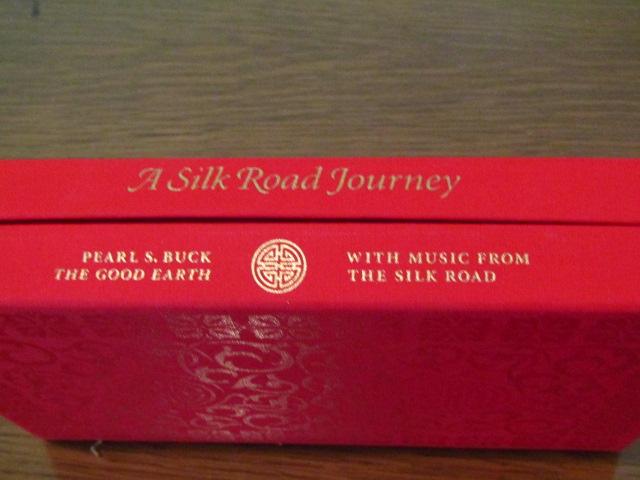 A Silk Road Journey
PEARL S. BUCK
THE GOOD EARTH
WITH MUSIC FROM
THE SILK ROAD